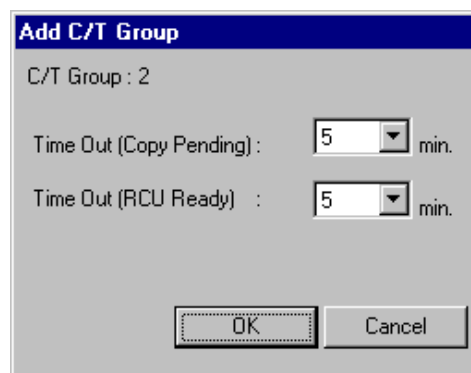 Add C/T Group
C/T Group : 2
Time Out (Copy Pending) : 5 min.
Time Out (RCU Ready) : 5 min.
OK Cancel